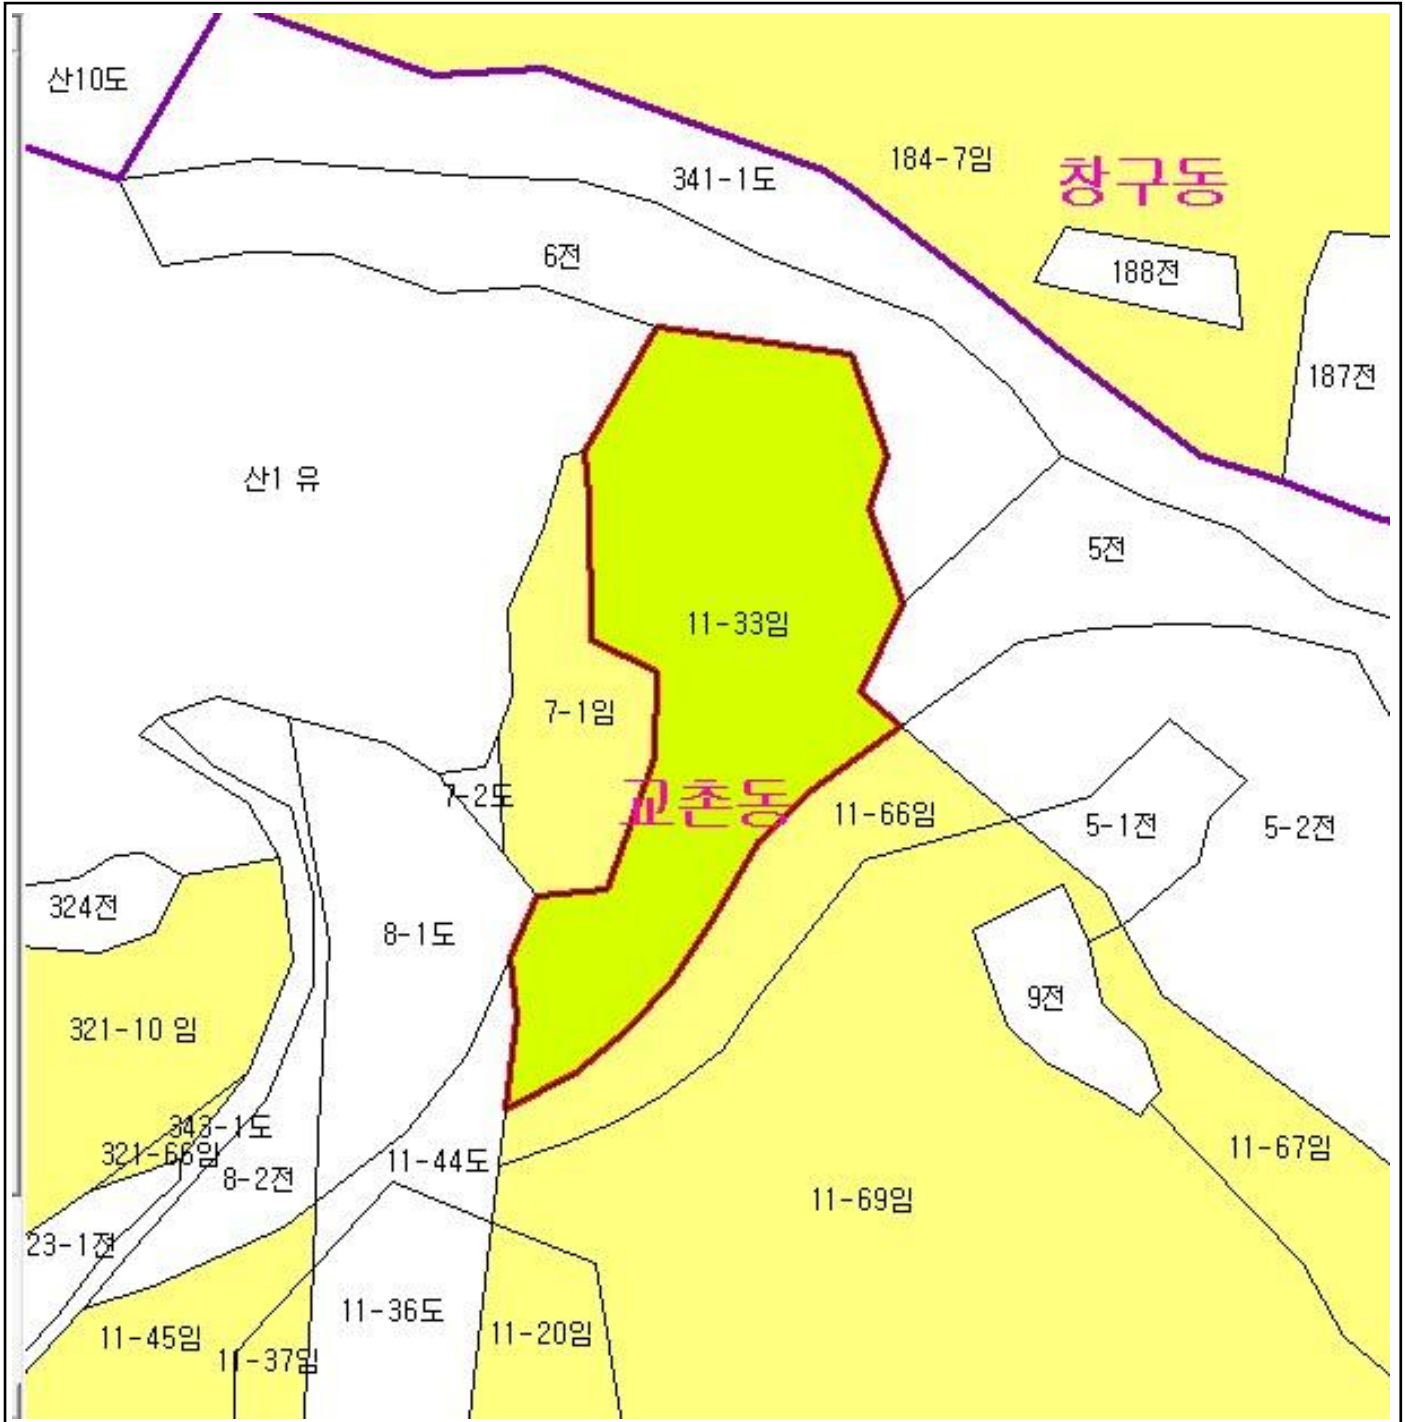 산10도
184-7임
창구동
341-1도
6전
188전
187전
산1 유
5전
11-33임
7-1임
7-2도
교촌동
11-66임
5-1전
5-2전
324전
8-1도
9전
321-10 임
343-1도
321-66임
11-44도
8-2전
11-67임
11-69임
23-1전
11-36도
11-45임
11-20임
11-37임